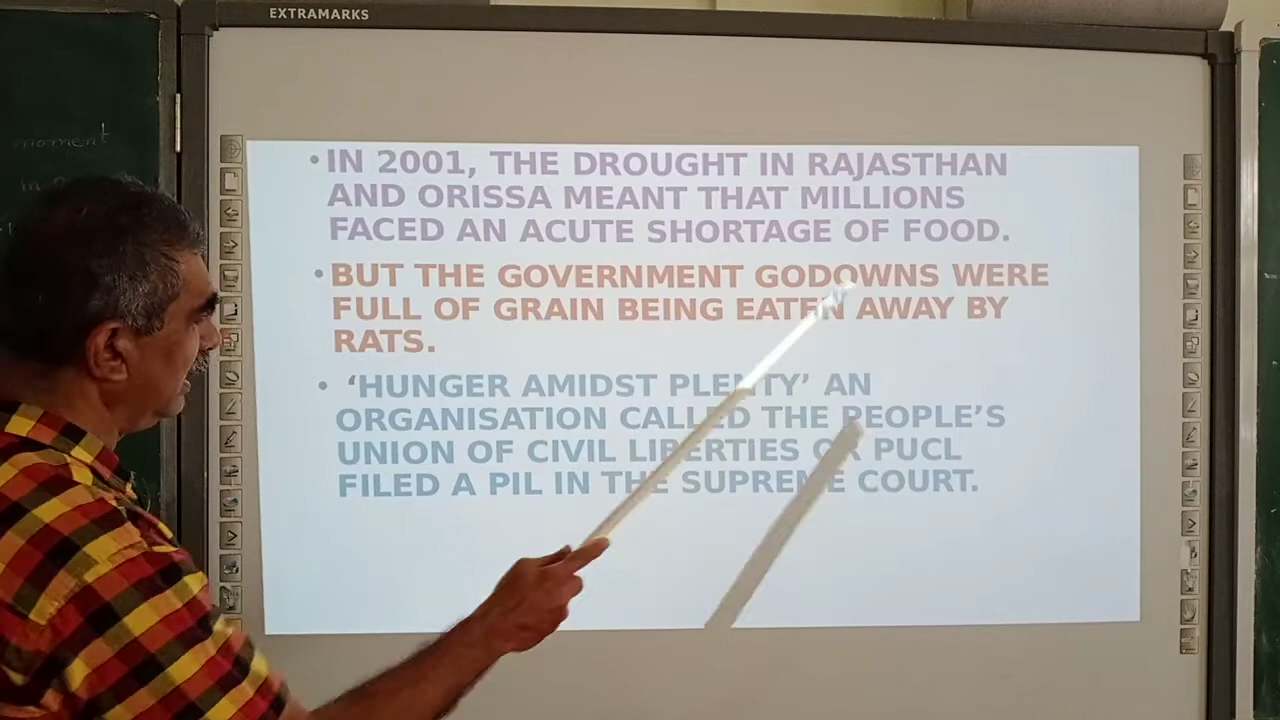 EXTRAMARKS
moment
in
• IN 2001, THE DROUGHT IN RAJASTHAN
AND ORISSA MEANT THAT MILLIONS
FACED AN ACUTE SHORTAGE OF FOOD.
• BUT THE GOVERNMENT GODOWNS WERE
FULL OF GRAIN BEING EATEN AWAY BY
RATS.
• ‘HUNGER AMIDST PLENTY’ AN
ORGANISATION CALLED THE PEOPLE’S
UNION OF CIVIL LIBERTIES OR PUCL
FILED A PIL IN THE SUPREME COURT.